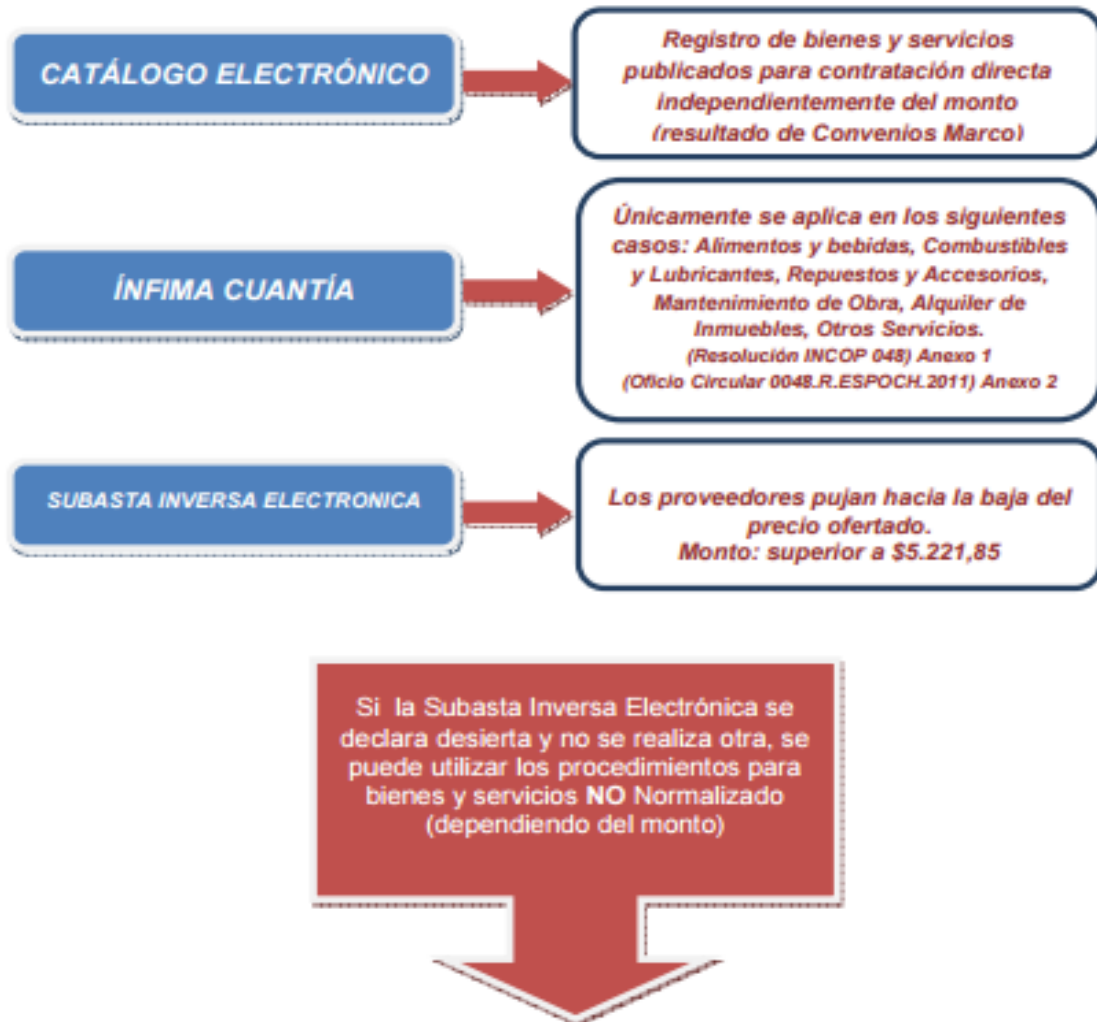 CATÁLOGO ELECTRÓNICO
Registro de bienes y servicios
publicados para contratación directa
independientemente del monto
(resultado de Convenios Marco)
ÍNFIMA CUANTÍA
Únicamente se aplica en los siguientes
casos: Alimentos y bebidas, Combustibles
y Lubricantes, Repuestos y Accesorios,
Mantenimiento de Obra, Alquiler de
Inmuebles, Otros Servicios.
(Resolución INCOP 048) Anexo 1
(Oficio Circular 0048.R.ESPOCH.2011) Anexo 2
SUBASTA INVERSA ELECTRONICA
Los proveedores pujan hacia la baja del
precio ofertado.
Monto: superior a $5.221,85
Si la Subasta Inversa Electrónica se
declara desierta y no se realiza otra, se
puede utilizar los procedimientos para
bienes y servicios NO Normalizado
(dependiendo del monto)